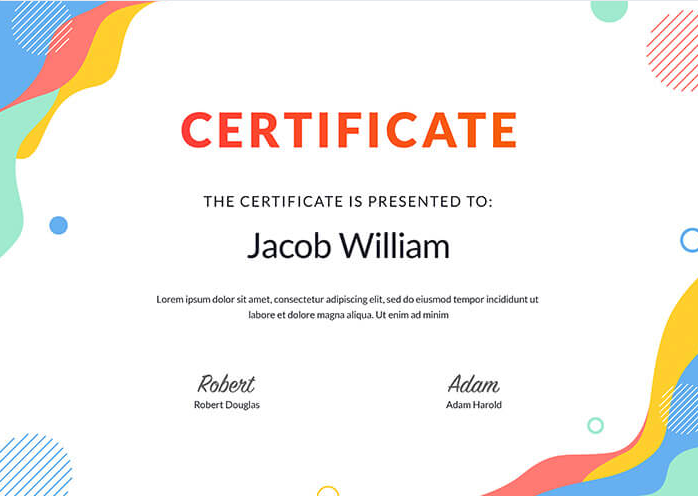 CERTIFICATE
THE CERTIFICATE IS PRESENTED TO:
Jacob William
Lorem ipsum dolor sit amet, consectetur adipiscing elit, sed do eiusmod tempor incididunt ut
labore et dolore magna aliqua. Ut enim ad minim
Robert Adam
Robert Douglas Adam Harold